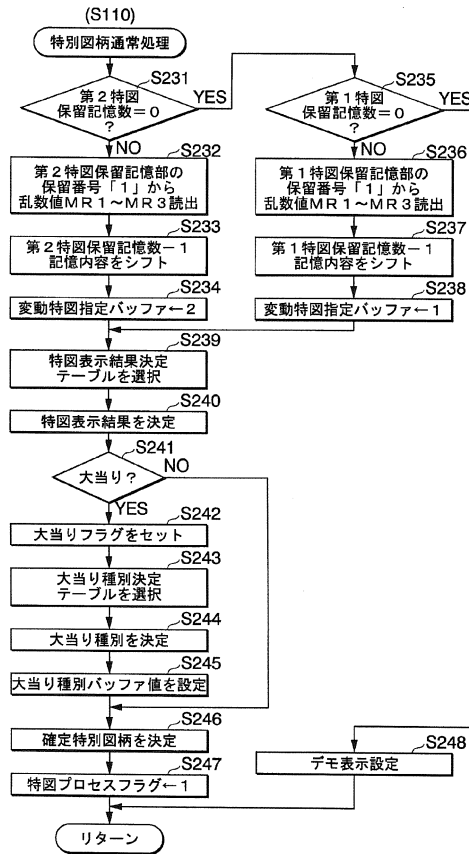 (S110)
特別図柄通常処理
S231
第2特図
保留記憶数=0
?
YES
NO
S232
第2特図保留記憶部の
保留番号「1」から
乱数値MR1~MR3読出
S233
第2特図保留記憶数-1
記憶内容をシフト
S234
変動特図指定バッファ←2
S235
第1特図
保留記憶数=0
?
YES
NO
S236
第1特図保留記憶部の
保留番号「1」から
乱数値MR1~MR3読出
S237
第1特図保留記憶数-1
記憶内容をシフト
S238
変動特図指定バッファ←1
S239
特図表示結果決定
テーブルを選択
S240
特図表示結果を決定
S241
大当り?
NO
YES
S242
大当りフラグをセット
S243
大当り種別決定
テーブルを選択
S244
大当り種別を決定
S245
大当り種別バッファ値を設定
S246
確定特別図柄を決定
S247
特図プロセスフラグ←1
S248
デモ表示設定
リターン